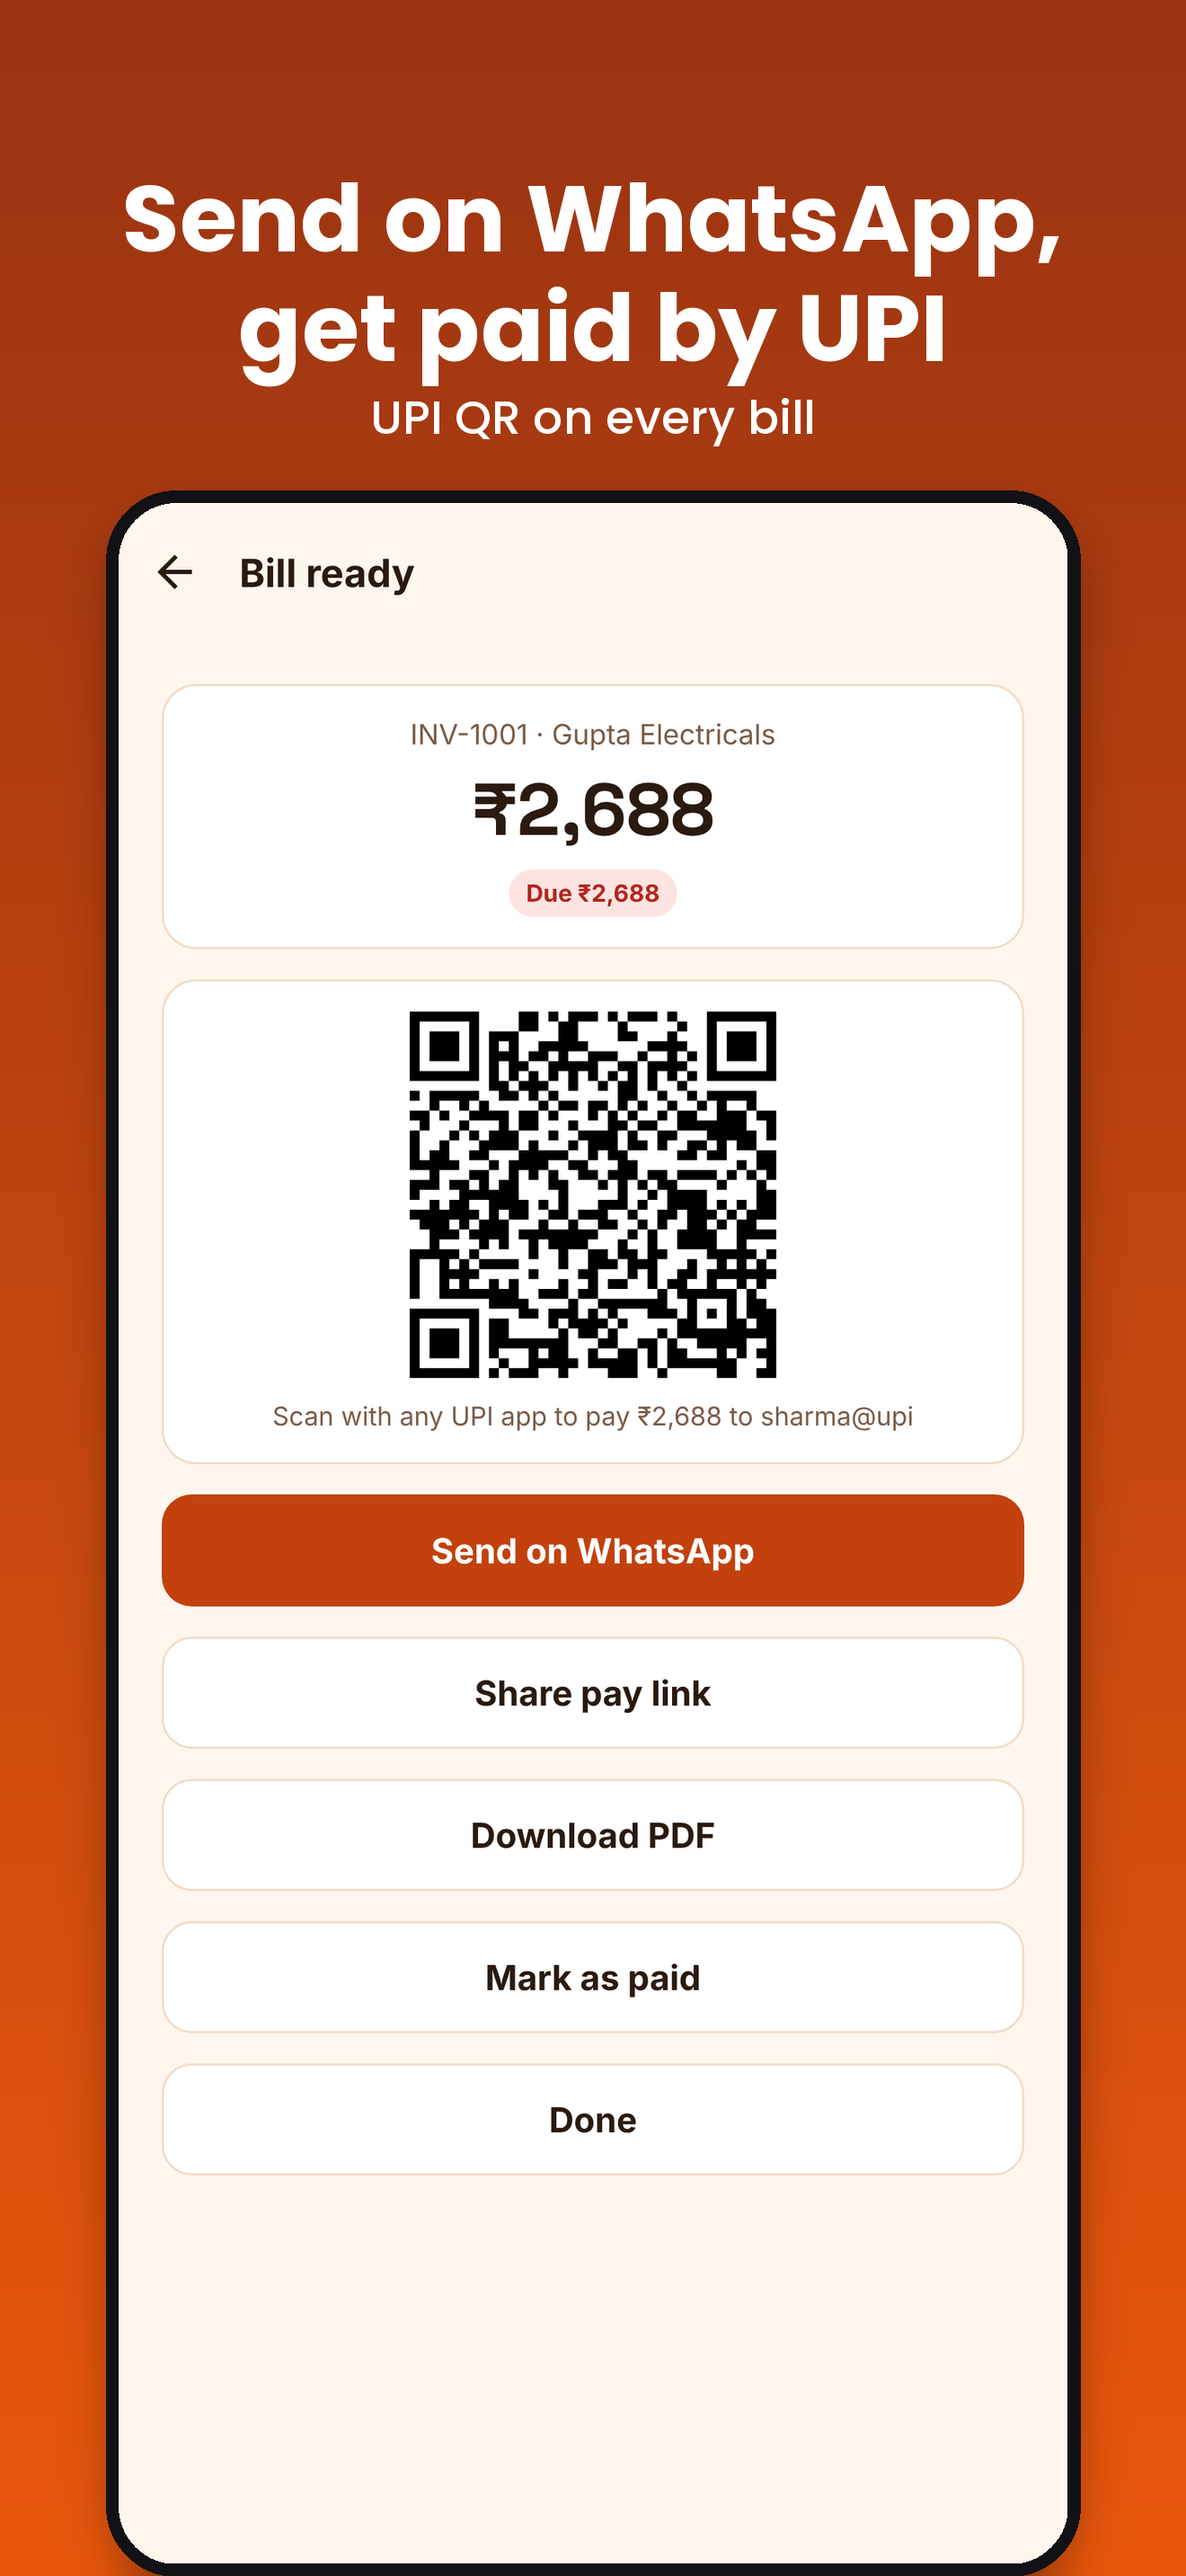 Send on WhatsApp,
get paid by UPI
UPI QR on every bill
Bill ready
INV-1001 · Gupta Electricals
₹2,688
Due ₹2,688
Scan with any UPI app to pay ₹2,688 to sharma@upi
Send on WhatsApp
Share pay link
Download PDF
Mark as paid
Done